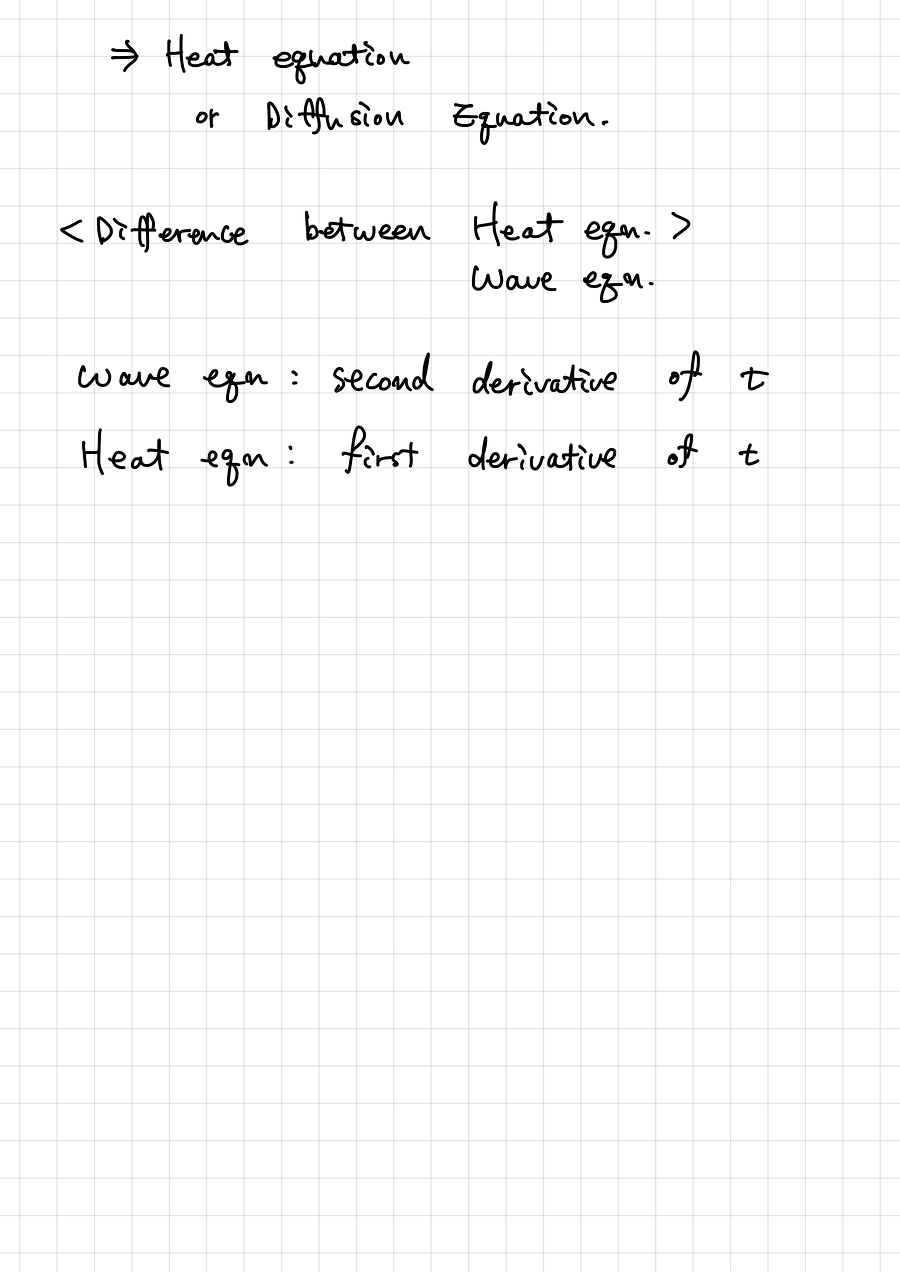 ⇒ Heat equation
or Diffusion Equation.
< Difference between Heat eqn. >
Wave eqn.
Wave eqn : second derivative of t
Heat eqn : first derivative of t